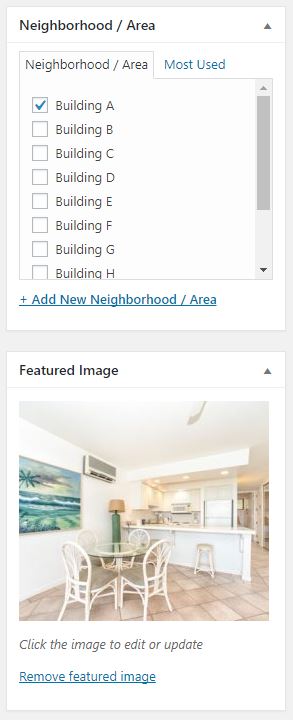 Neighborhood / Area
Neighborhood / Area Most Used
Building A
Building B
Building C
Building D
Building E
Building F
Building G
Building H
+ Add New Neighborhood / Area
Featured Image
Click the image to edit or update
Remove featured image